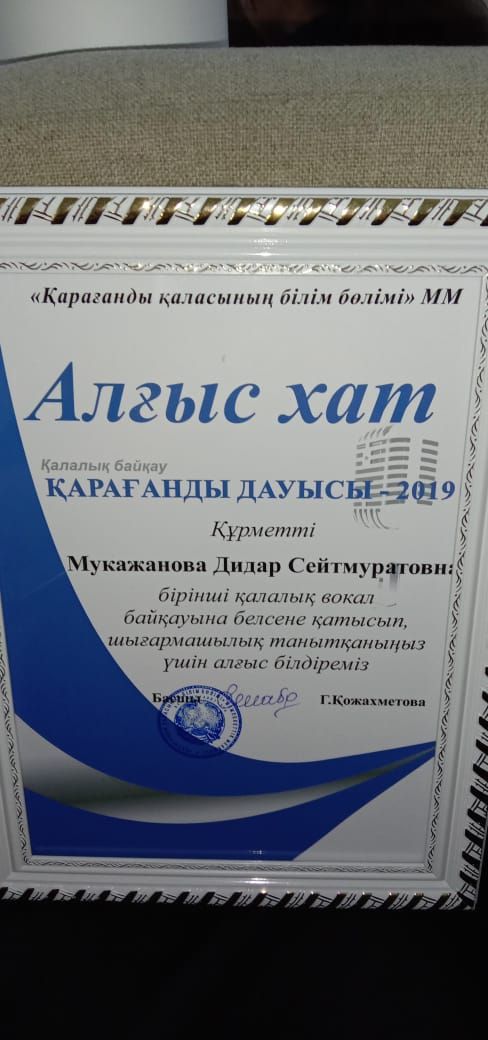 «Қарағанды қаласының білім бөлімі» ММ
Алғыс хат
Қалалық байқау
ҚАРАҒАНДЫ ДАУЫСЫ - 2019
Құрметті
Мукажанова Дидар Сейтмуратовна
бірінші қалалық вокал
байқауына белсене қатысып,
шығармашылық танытқаныңыз
үшін алғыс білдіреміз
Басшы Г.Қожахметова